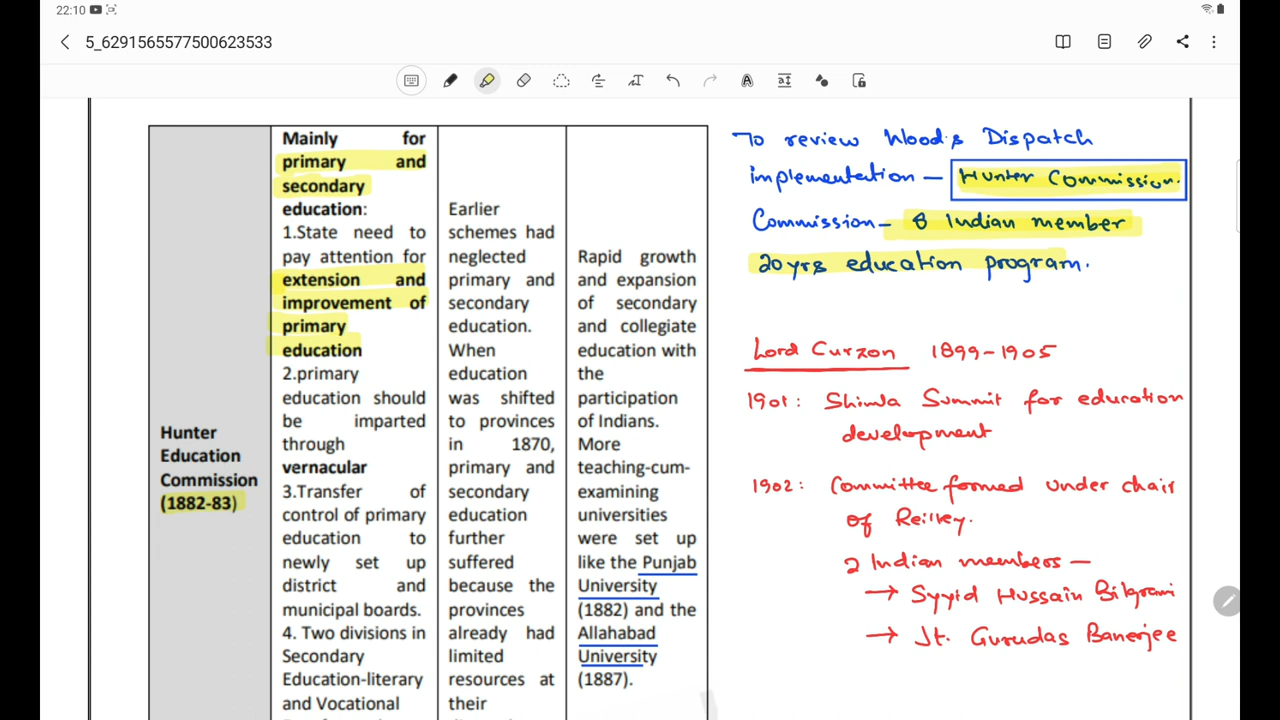 22:10
5_6291565577500623533
Hunter
Education
Commission
(1882-83)
Mainly for
primary and
secondary
education:
1.State need to
pay attention for
extension and
improvement of
primary
education
2.primary
education should
be imparted
through
vernacular
3.Transfer of
control of primary
education to
newly set up
district and
municipal boards.
4. Two divisions in
Secondary
Education-literary
and Vocational
Earlier
schemes had
neglected
primary and
secondary
education.
When
education
was shifted
to provinces
in 1870,
primary and
secondary
education
further
suffered
because the
provinces
already had
limited
resources at
their
Rapid growth
and expansion
of secondary
and collegiate
education with
the
participation
of Indians.
More
teaching-cum-
examining
universities
were set up
like the Punjab
University
(1882) and the
Allahabad
University
(1887).
To review Wood's Dispatch
implementation — Hunter Commission.
Commission- 8 Indian member
20yrs education program.
Lord Curzon 1899-1905
1901: Shimla Summit for education
development
1902: Committee formed under chair
of Reilkey.
2 Indian members —
→ Syyid Hussain Bilgrami
→ Jt. Gurudas Banerjee